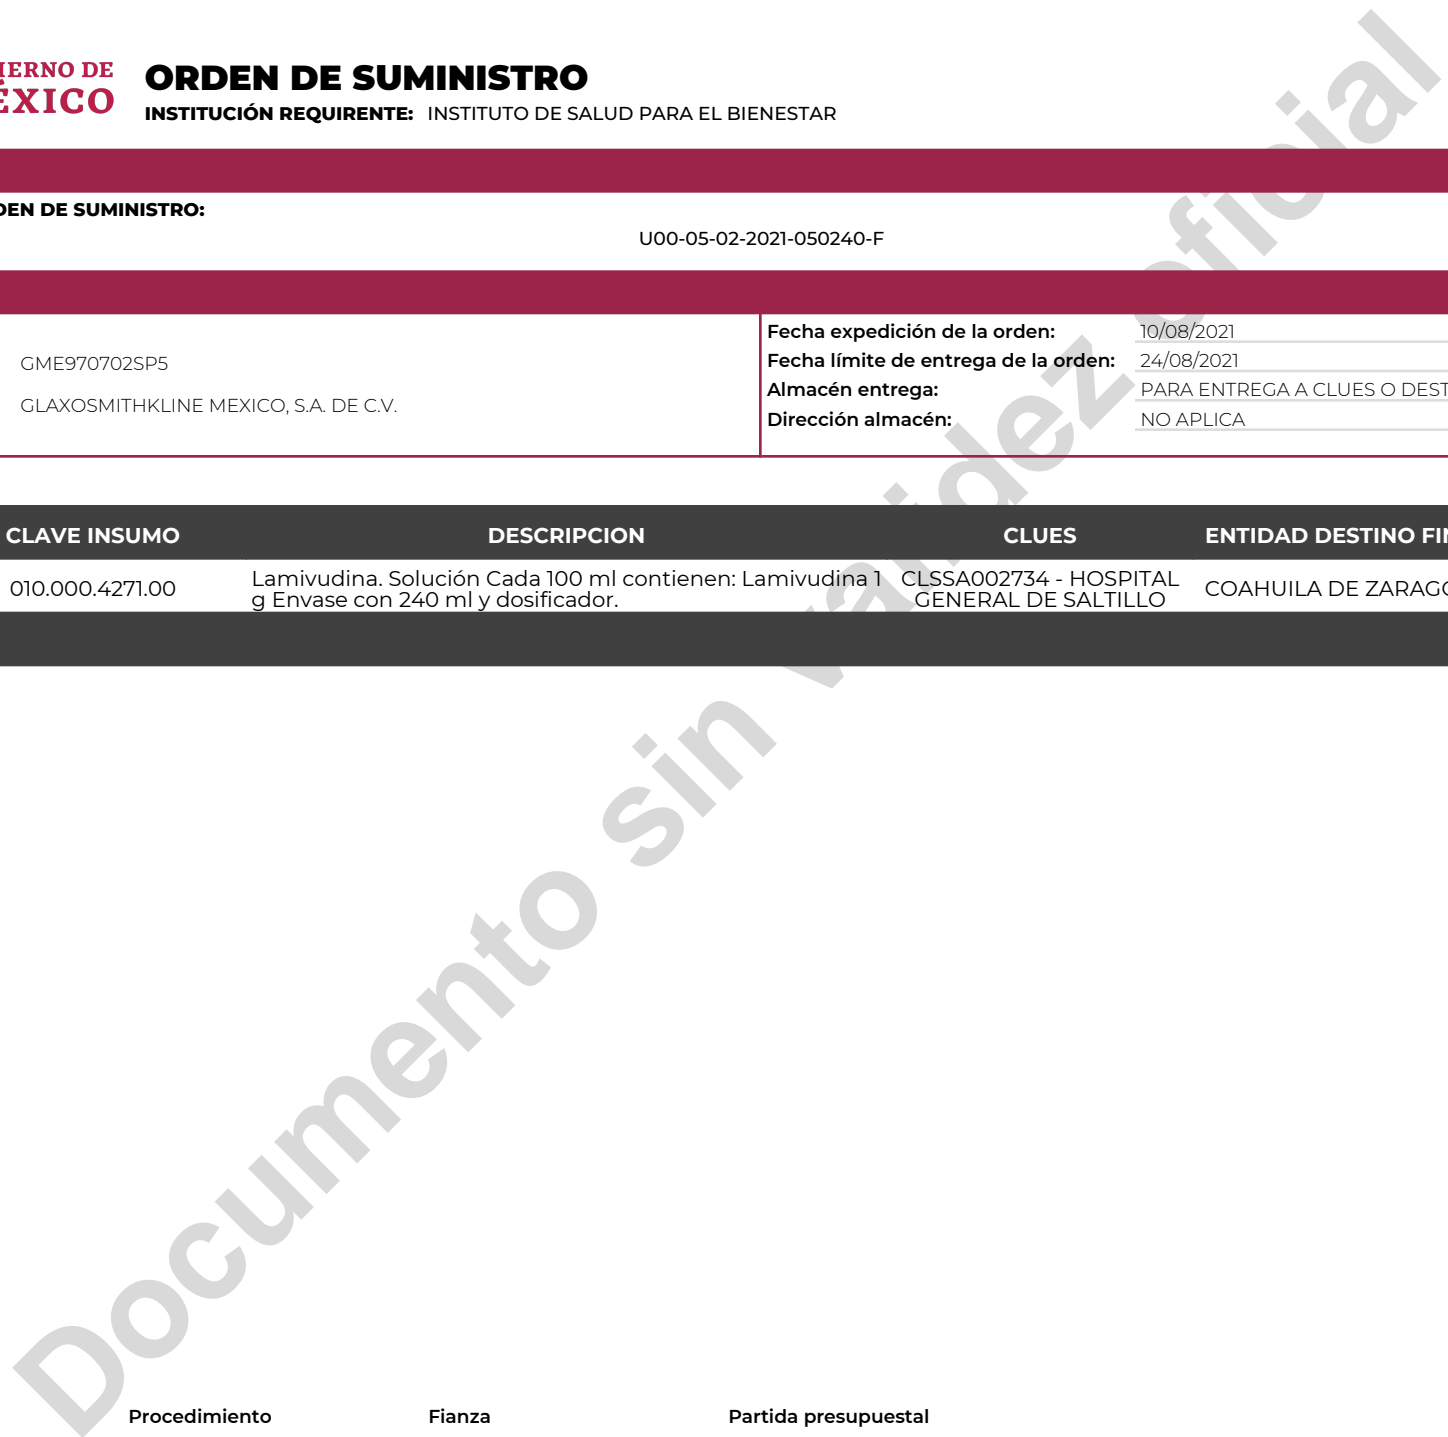 IERNO DE
ÉXICO
ORDEN DE SUMINISTRO
INSTITUCIÓN REQUIRENTE: INSTITUTO DE SALUD PARA EL BIENESTAR
DEN DE SUMINISTRO:
U00-05-02-2021-050240-F
GME970702SP5
GLAXOSMITHKLINE MEXICO, S.A. DE C.V.
Fecha expedición de la orden: 10/08/2021
Fecha límite de entrega de la orden: 24/08/2021
Almacén entrega: PARA ENTREGA A CLUES O DEST
Dirección almacén: NO APLICA
CLAVE INSUMO DESCRIPCION CLUES ENTIDAD DESTINO FIN
010.000.4271.00
Lamivudina. Solución Cada 100 ml contienen: Lamivudina 1
g Envase con 240 ml y dosificador.
CLSSA002734 - HOSPITAL
GENERAL DE SALTILLO
COAHUILA DE ZARAGO
Documento sin validez oficial
Procedimiento Fianza Partida presupuestal